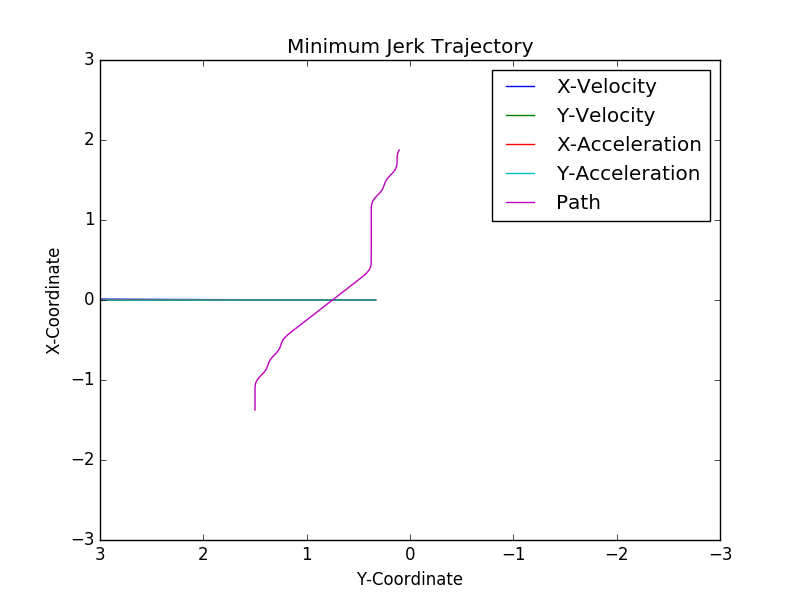 Minimum Jerk Trajectory
X-Velocity
Y-Velocity
X-Acceleration
Y-Acceleration
Path
3
2
1
0
−1
−2
−3
X-Coordinate
3 2 1 0 −1 −2 −3
Y-Coordinate